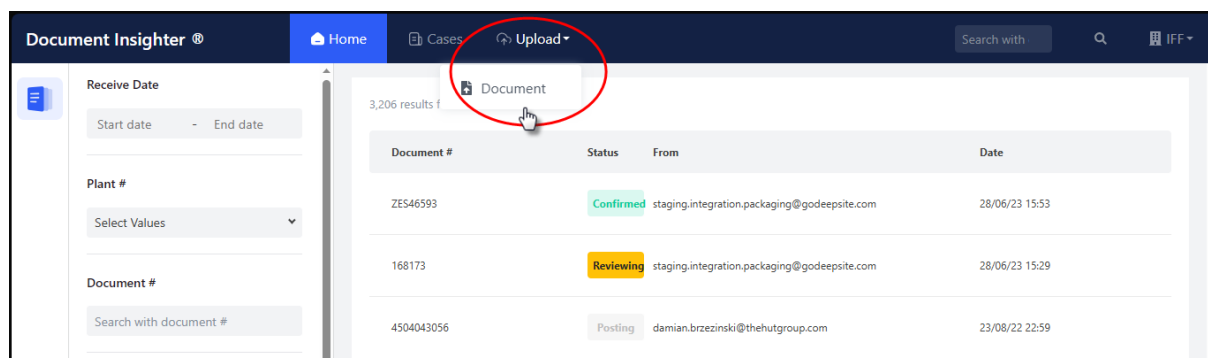 Document Insighter ®
Home
Cases
Upload
Search with
IFF
Document
Receive Date
Start date - End date
Plant #
Select Values
Document #
Search with document #
3,206 results f
Document # Status From Date
ZES46593 Confirmed staging.integration.packaging@godeepsite.com 28/06/23 15:53
168173 Reviewing staging.integration.packaging@godeepsite.com 28/06/23 15:29
4504043056 Posting damian.brzezinski@thehutgroup.com 23/08/22 22:59